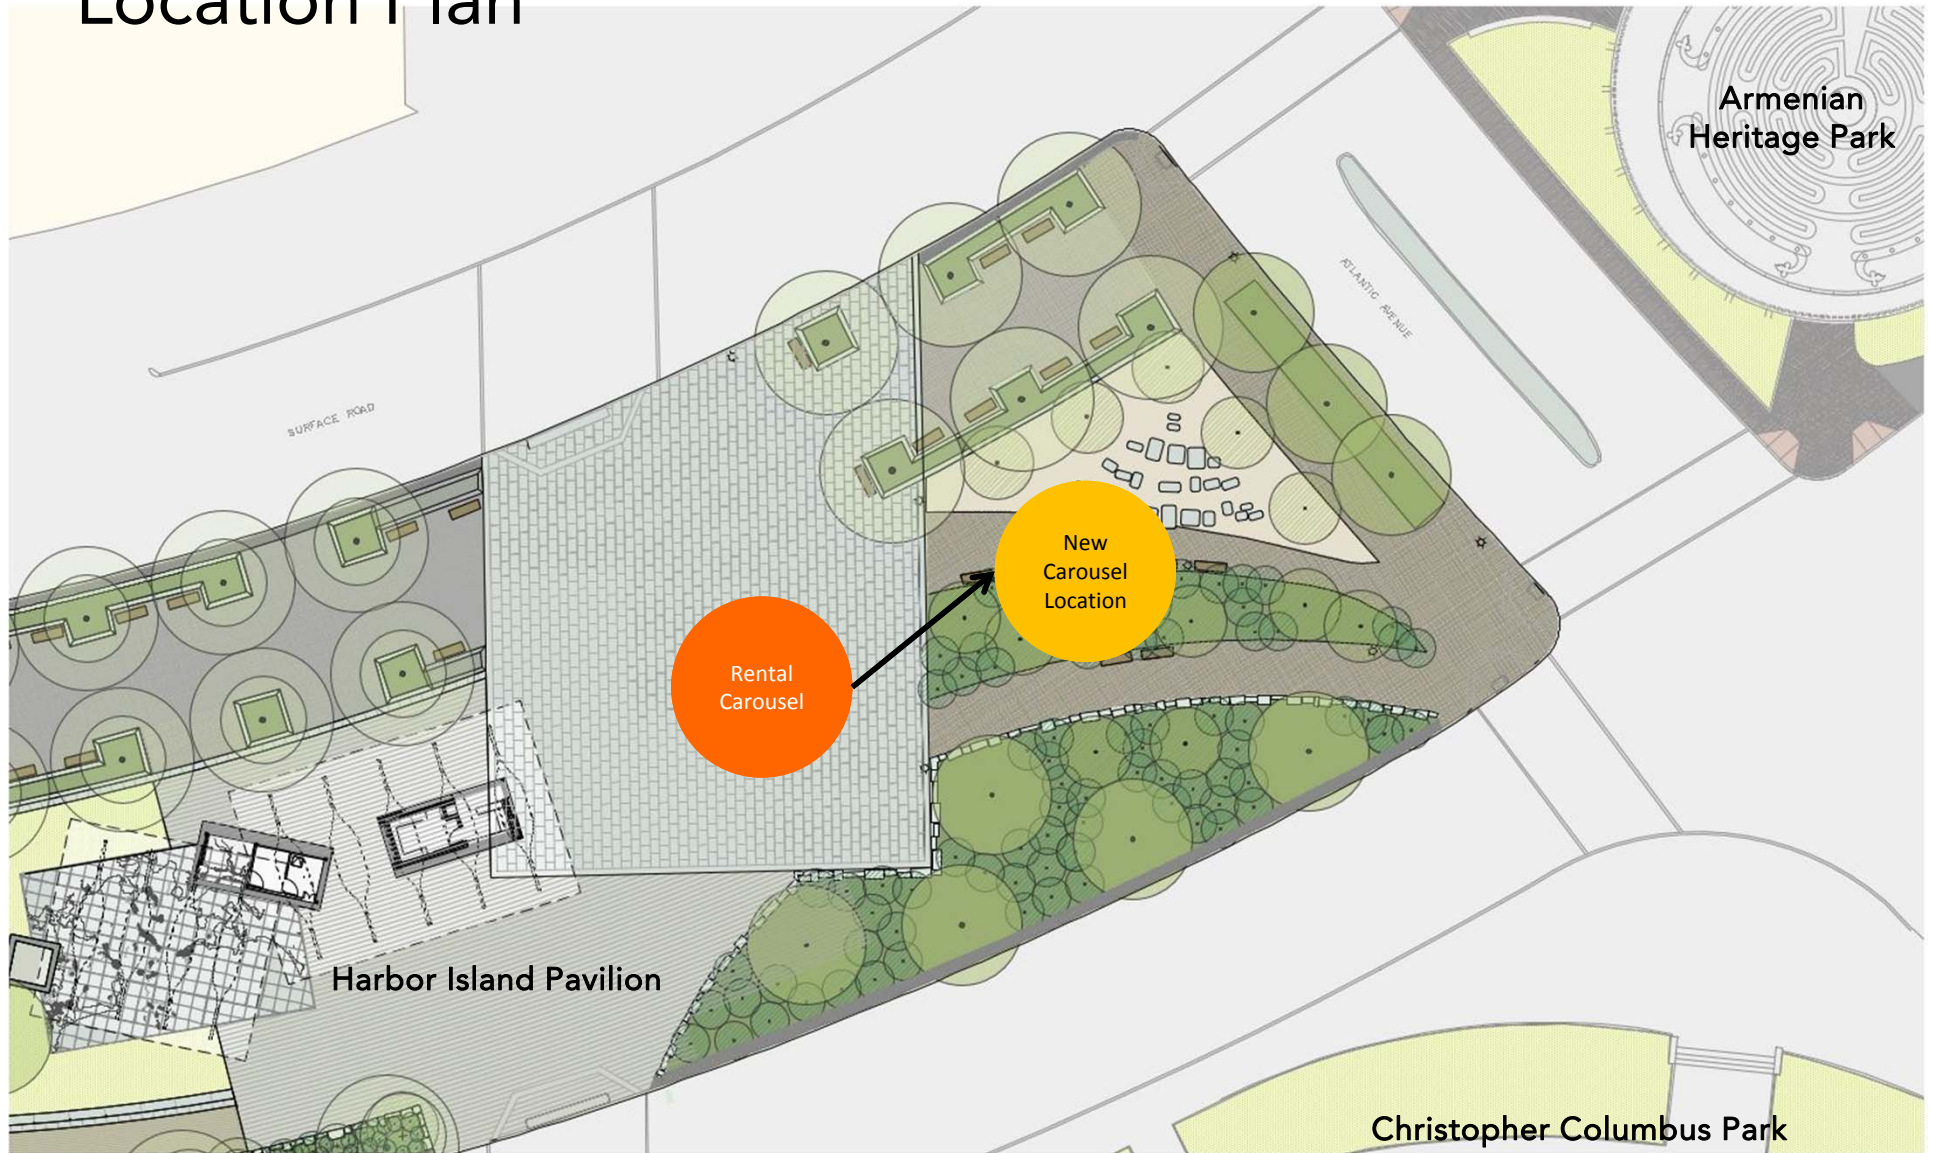 Location Plan
Armenian
Heritage Park
ATLANTIC AVENUE
SURFACE ROAD
New
Carousel
Location
Rental
Carousel
Harbor Island Pavilion
Christopher Columbus Park